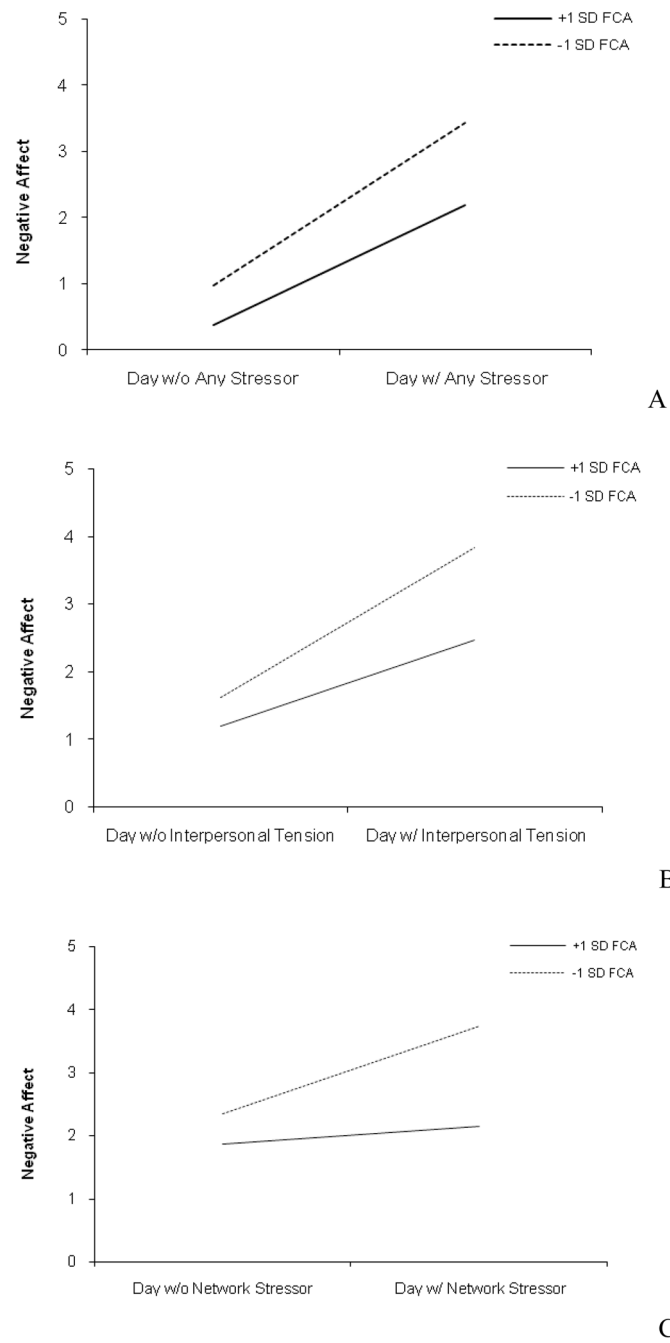 +1 SD FCA
-1 SD FCA
Negative Affect
5
4
3
2
1
0
Day w/o Any Stressor
Day w/ Any Stressor
A
+1 SD FCA
-1 SD FCA
Negative Affect
5
4
3
2
1
0
Day w/o Interpersonal Tension
Day w/ Interpersonal Tension
B
+1 SD FCA
-1 SD FCA
Negative Affect
5
4
3
2
1
0
Day w/o Network Stressor
Day w/ Network Stressor
C